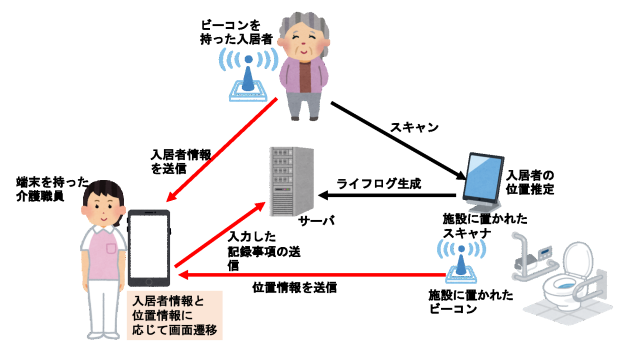 ビーコンを
持った入居者
スキャン
入居者情報
を送信
端末を持った
介護職員
ライフログ生成
入居者の
位置推定
サーバ
施設に置かれた
スキャナ
入力した
記録事項の送
信
位置情報を送信
施設に置かれた
ビーコン
入居者情報と
位置情報に
応じて画面遷移